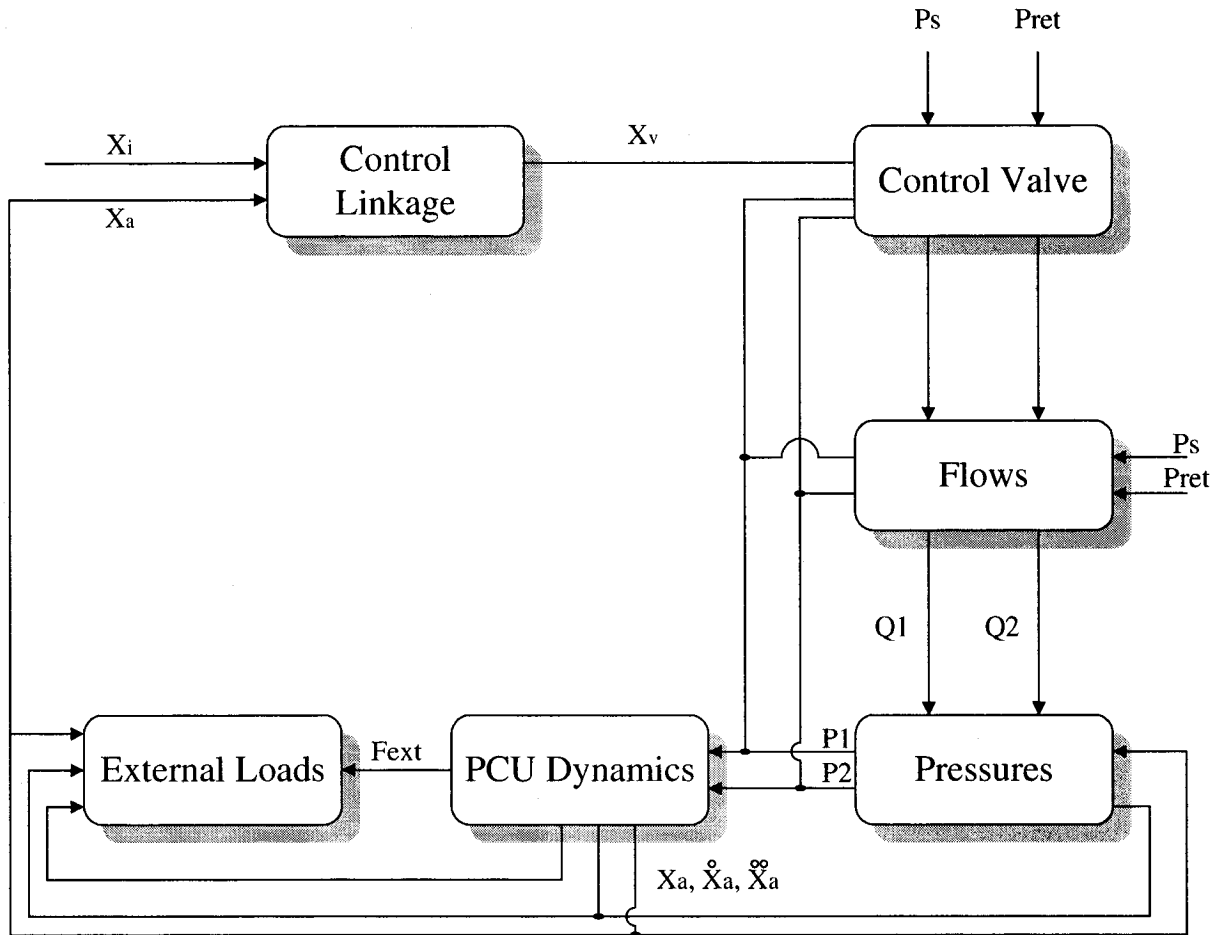 Ps Pret
Xi
Control
Linkage
Xv
Control Valve
Xa
Ps
Flows
Pret
Q1 Q2
External Loads
Fext
PCU Dynamics
P1
P2
Pressures
Xa, X̊a, X̊̊a